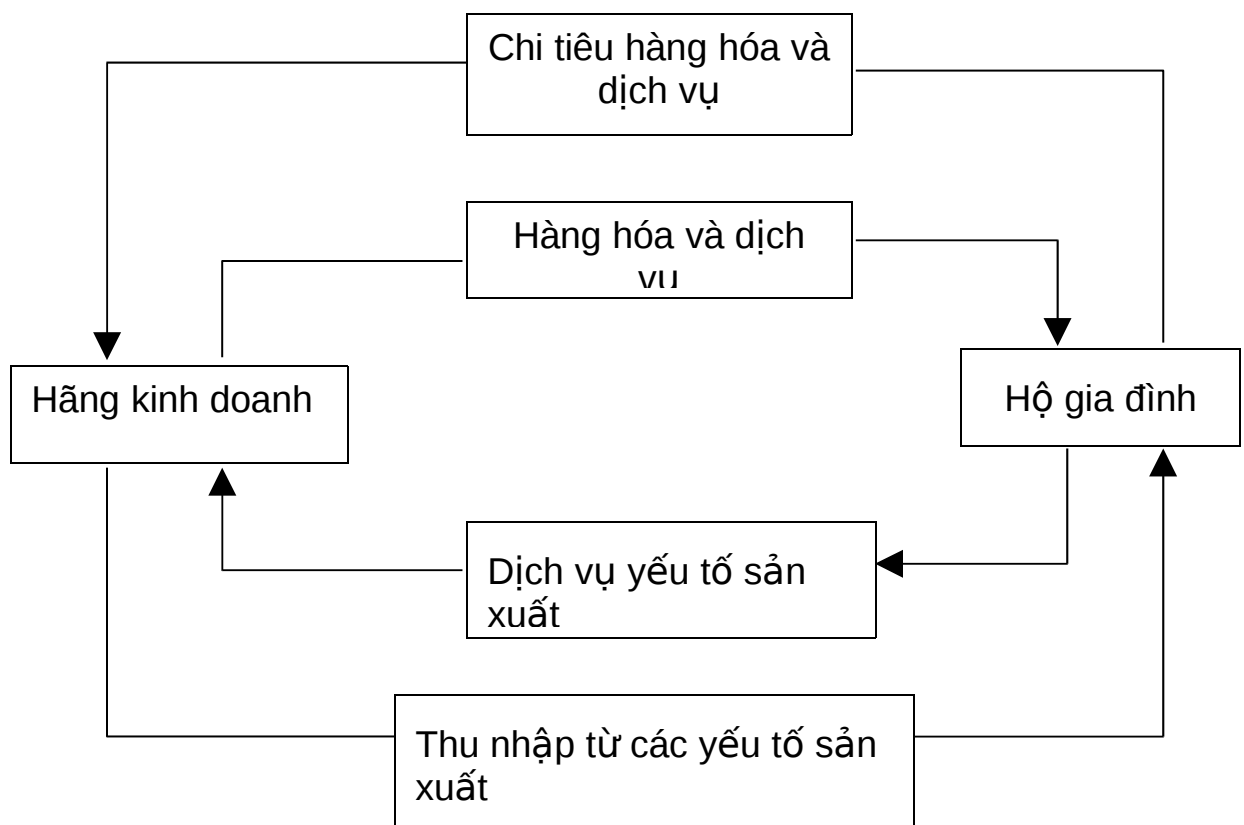 Chi tiêu hàng hóa và
dịch vụ
Hàng hóa và dịch
vụ
Hãng kinh doanh
Hộ gia đình
Dịch vụ yếu tố sản
xuất
Thu nhập từ các yếu tố sản
xuất